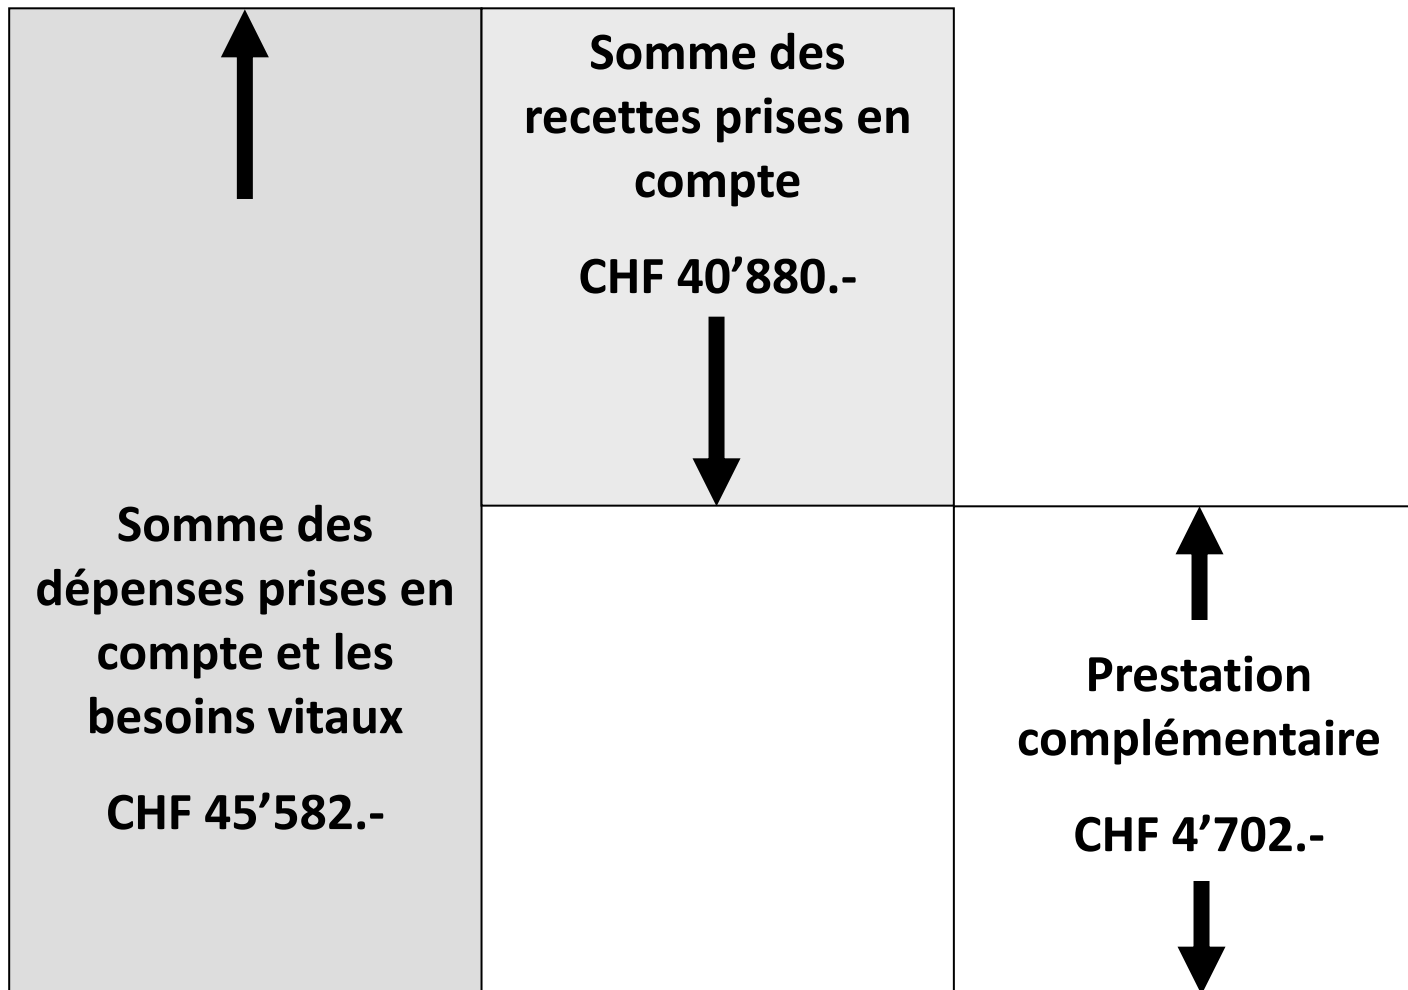 Somme des
recettes prises en
compte
CHF 40’880.-
Somme des
dépenses prises en
compte et les
besoins vitaux
CHF 45’582.-
Prestation
complémentaire
CHF 4’702.-